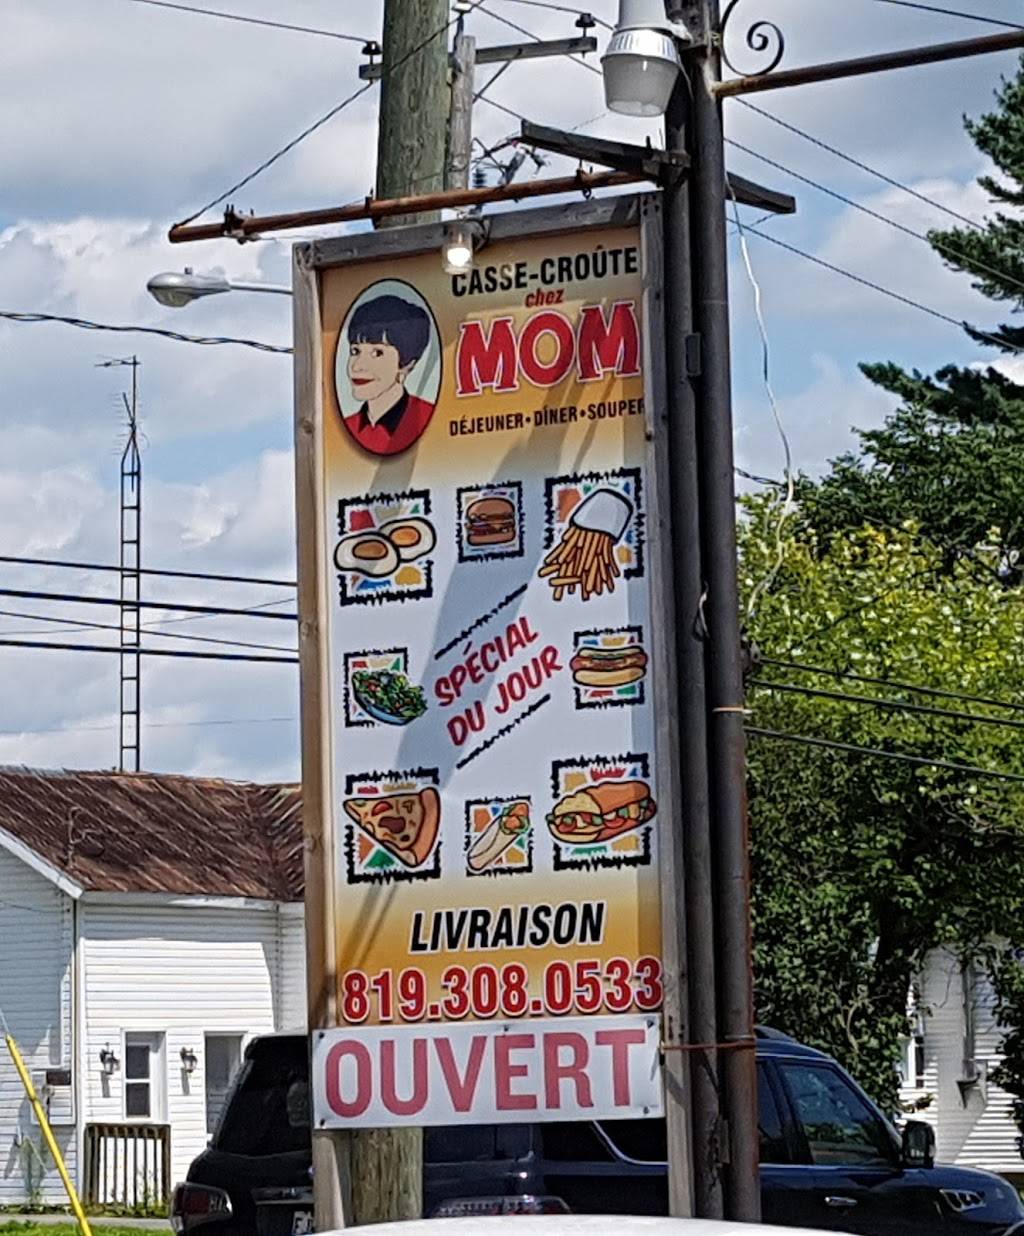 CASSE-CROÛTE
chez
MOM
DÉJEUNER•DÎNER•SOUPER
SPÉCIAL
DU JOUR
LIVRAISON
819.308.0533
OUVERT